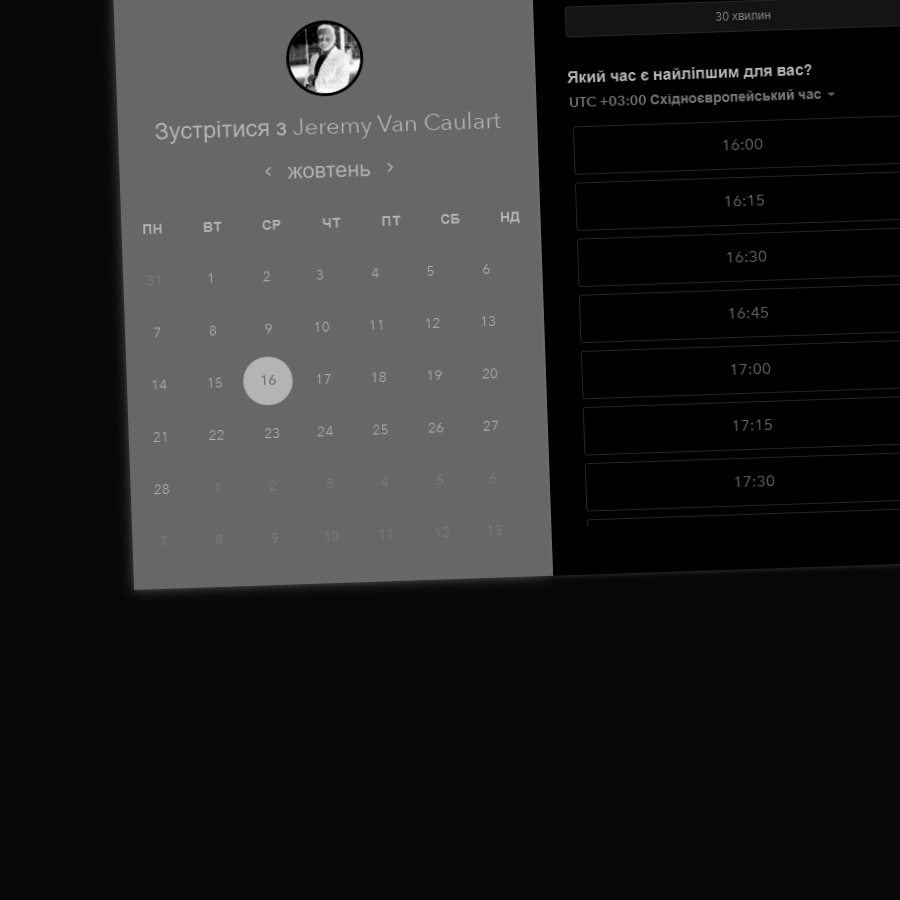 Зустрітися з Jeremy Van Caulart
жовтень
ПН ВТ СР ЧТ ПТ СБ НД
31 1 2 3 4 5 6
7 8 9 10 11 12 13
14 15 16 17 18 19 20
21 22 23 24 25 26 27
28 1 2 3 4 5 6
7 8 9 10 11 12 13
30 хвилин
Який час є найліпшим для вас?
UTC +03:00 Східноєвропейський час
16:00
16:15
16:30
16:45
17:00
17:15
17:30